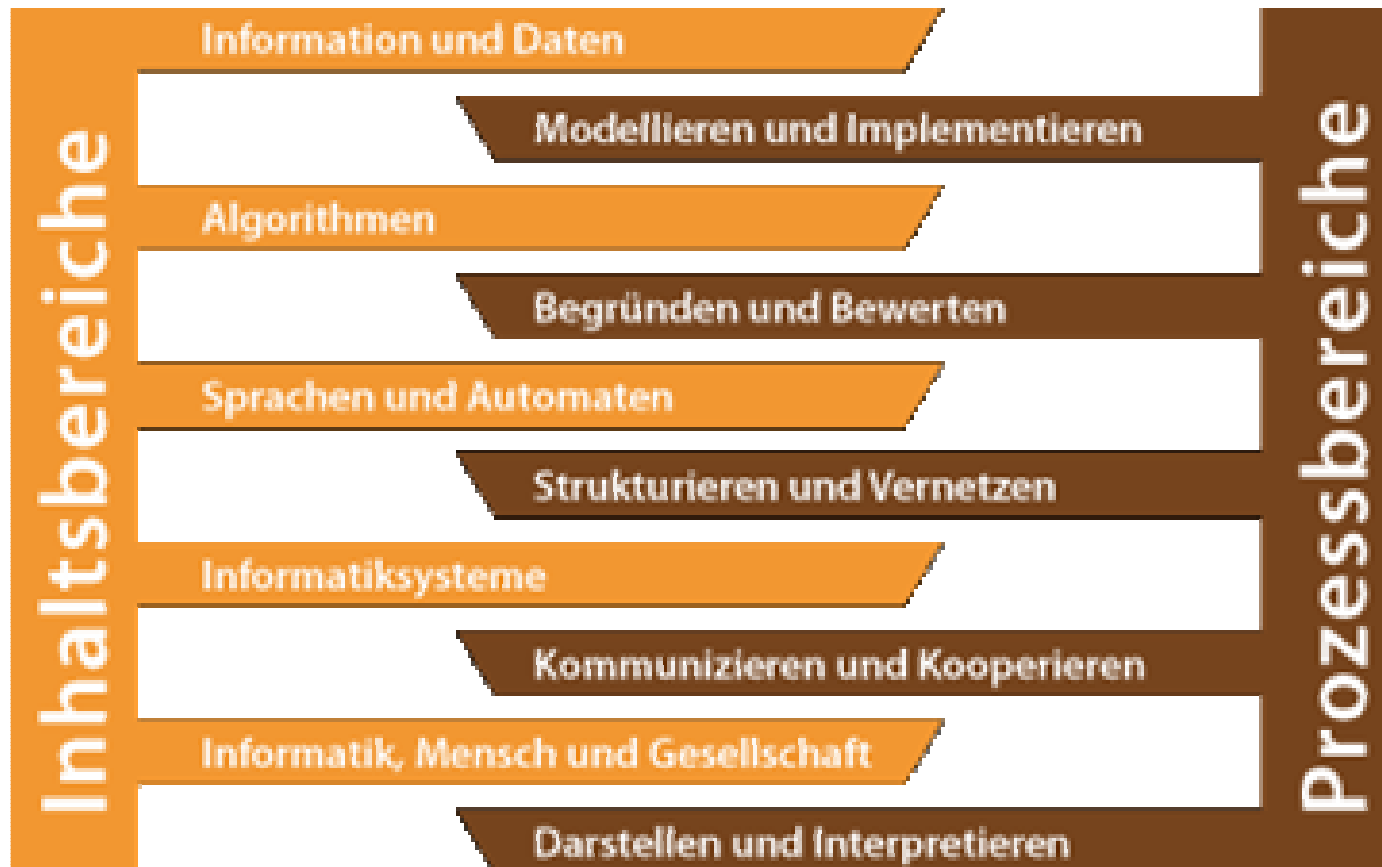 Inhaltsbereiche
Information und Daten
Modellieren und Implementieren
Algorithmen
Begründen und Bewerten
Sprachen und Automaten
Strukturieren und Vernetzen
Informatiksysteme
Kommunizieren und Kooperieren
Informatik, Mensch und Gesellschaft
Darstellen und Interpretieren
Prozessbereiche